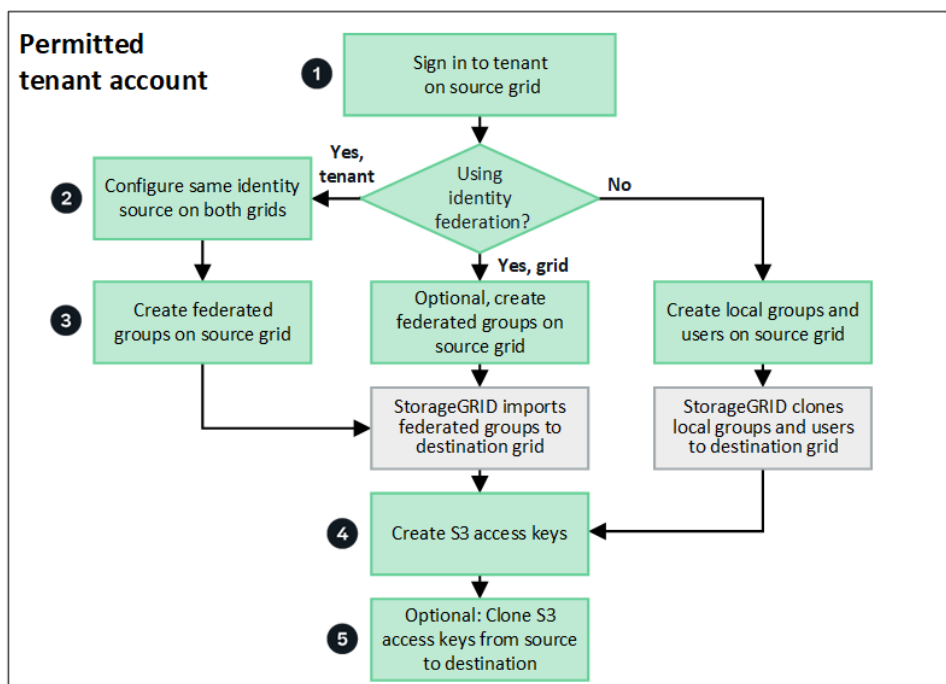 Permitted
tenant account
1
Sign in to tenant
on source grid
Yes,
tenant
Using
identity
federation?
No
2
Configure same identity
source on both grids
Yes, grid
3
Create federated
groups on source grid
Optional, create
federated groups on
source grid
Create local groups and
users on source grid
StorageGRID imports
federated groups to
destination grid
StorageGRID clones
local groups and users
to destination grid
4
Create S3 access keys
5
Optional: Clone S3
access keys from source
to destination